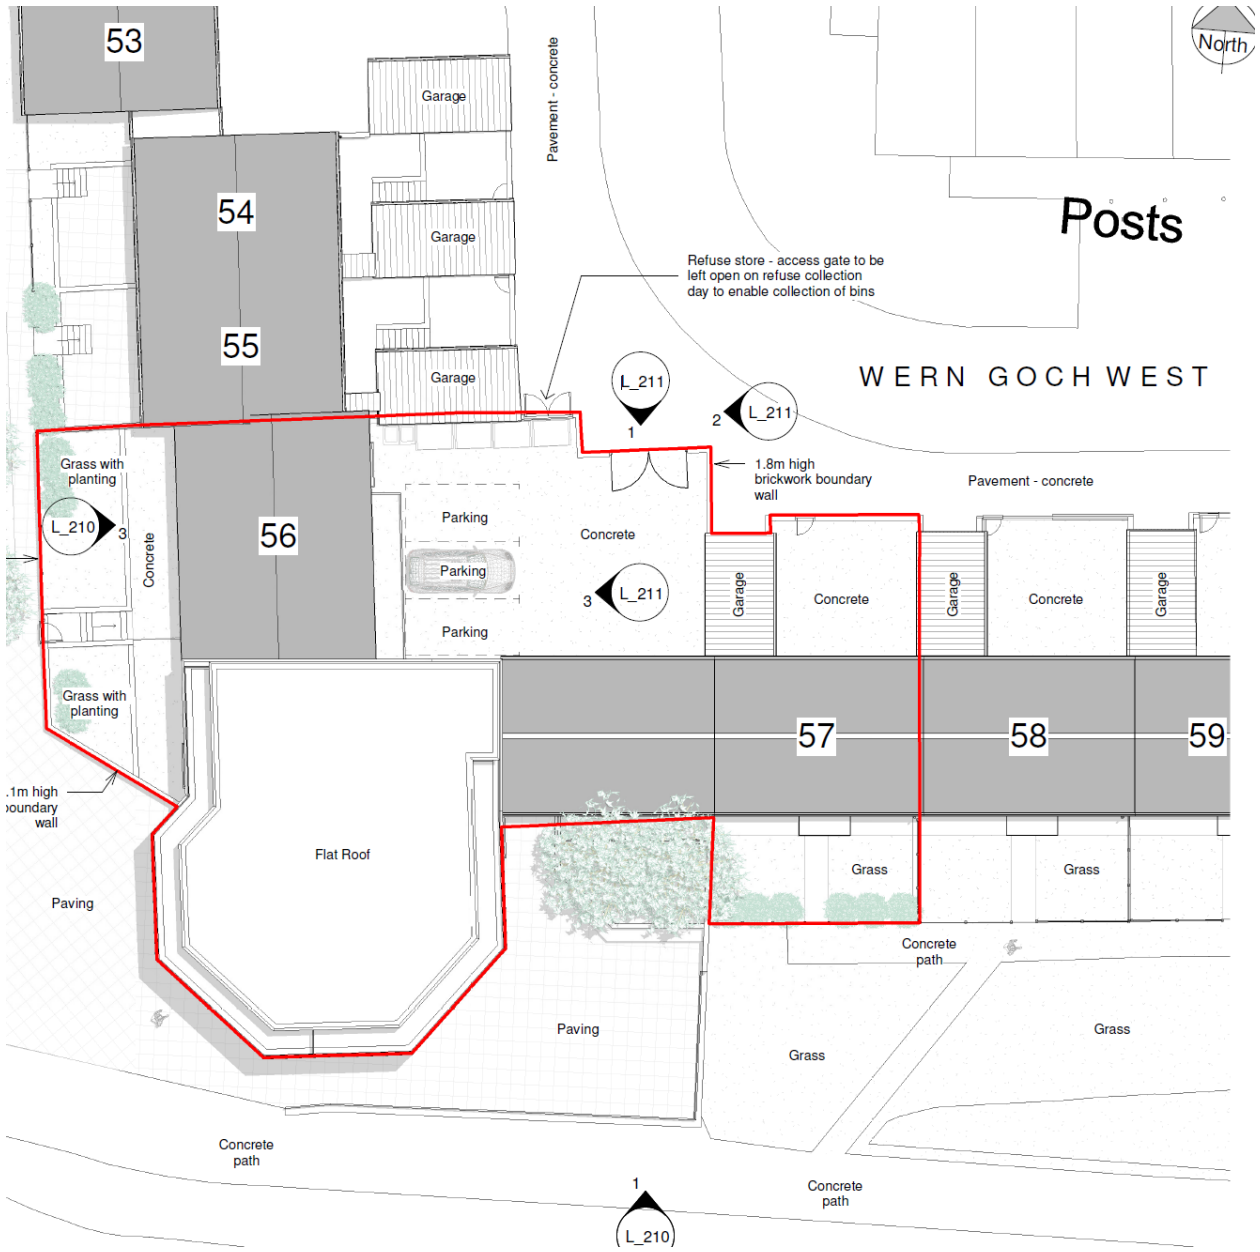 53
North
Garage
Pavement - concrete
54
Posts
Garage
Refuse store - access gate to be
left open on refuse collection
day to enable collection of bins
55
Garage
WERN GOCH WEST
L_211
1
2
L_211
Grass with
planting
1.8m high
brickwork boundary
wall
Pavement - concrete
L_210
3
Concrete
56
Parking
Concrete
Parking
3
L_211
Garage
Concrete
Garage
Concrete
Garage
Parking
Grass with
planting
57
58
59
.1m high
boundary
wall
Flat Roof
Grass
Grass
Paving
Concrete
path
Paving
Grass
Grass
Concrete
path
1
Concrete
path
L_210